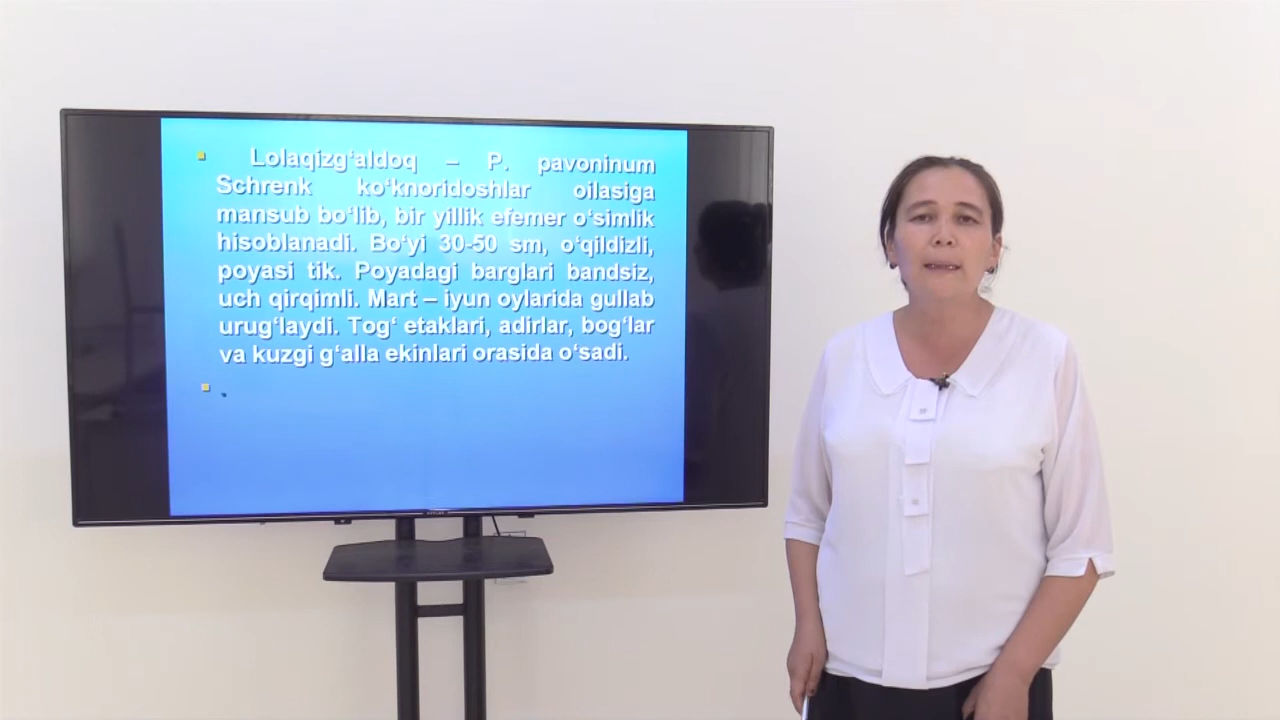 Lolaqizg‘aldoq – P. pavoninum
Schrenk ko‘knoridoshlar oilasiga
mansub bo‘lib, bir yillik efemer o‘simlik
hisoblanadi. Bo‘yi 30-50 sm, o‘qildizli,
poyasi tik. Poyadagi barglari bandsiz,
uch qirqimli. Mart – iyun oylarida gullab
urug‘laydi. Tog‘ etaklari, adirlar, bog‘lar
va kuzgi g‘alla ekinlari orasida o‘sadi.
.